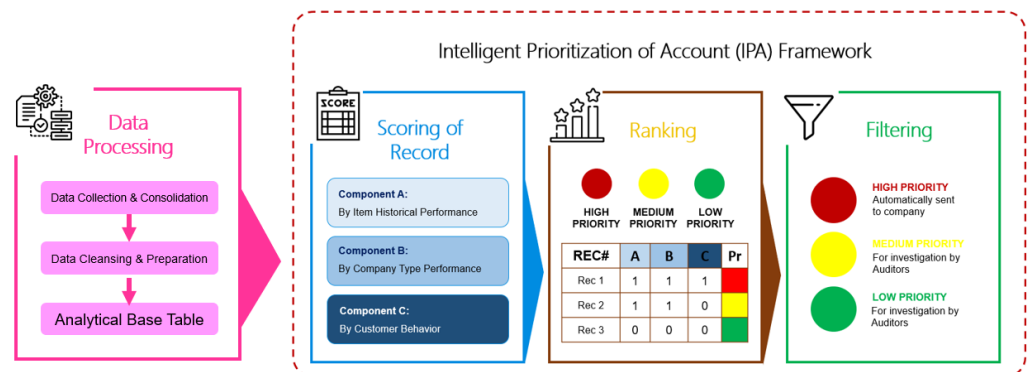 Intelligent Prioritization of Account (IPA) Framework
Data
Processing
Data Collection & Consolidation
Data Cleansing & Preparation
Analytical Base Table
SCORE
Scoring of
Record
Component A:
By Item Historical Performance
Component B:
By Company Type Performance
Component C:
By Customer Behavior
Ranking
HIGH PRIORITY
MEDIUM PRIORITY
LOW PRIORITY
REC# A B C Pr
Rec 1 1 1 1
Rec 2 1 1 0
Rec 3 0 0 0
Filtering
HIGH PRIORITY
Automatically sent
to company
MEDIUM PRIORITY
For investigation by
Auditors
LOW PRIORITY
For investigation by
Auditors